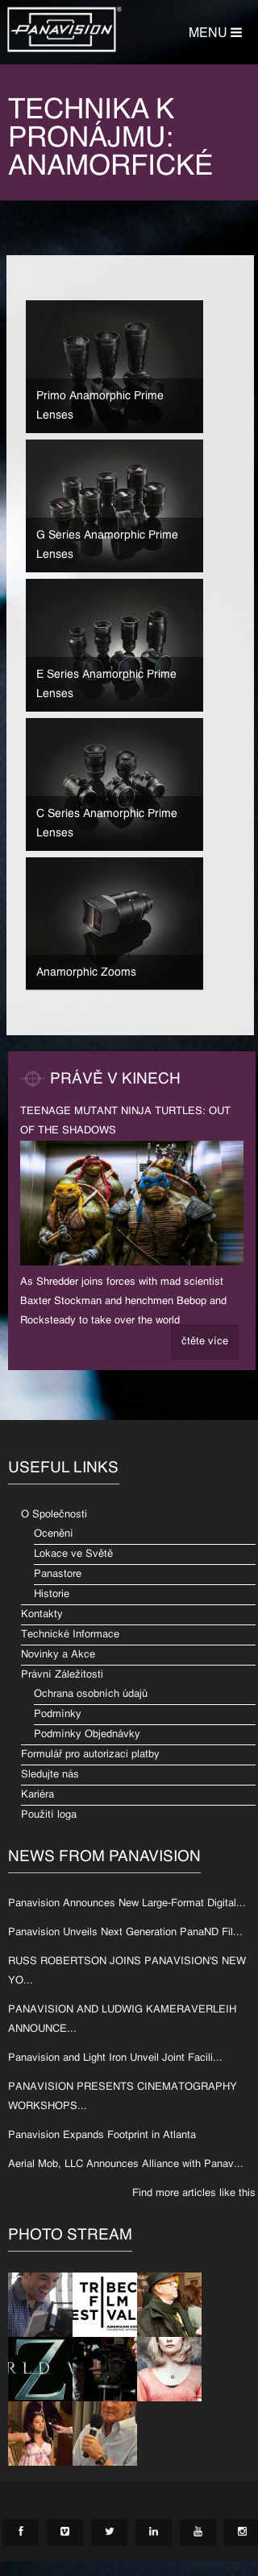 PANAVISION®
MENU
TECHNIKA K
PRONÁJMU:
ANAMORFICKÉ
Primo Anamorphic Prime
Lenses
G Series Anamorphic Prime
Lenses
E Series Anamorphic Prime
Lenses
C Series Anamorphic Prime
Lenses
Anamorphic Zooms
PRÁVĚ V KINECH
TEENAGE MUTANT NINJA TURTLES: OUT
OF THE SHADOWS
As Shredder joins forces with mad scientist
Baxter Stockman and henchmen Bebop and
Rocksteady to take over the world
čtěte více
USEFUL LINKS
O Společnosti
Ocenění
Lokace ve Světě
Panastore
Historie
Kontakty
Technické Informace
Novinky a Akce
Právní Záležitosti
Ochrana osobních údajů
Podmínky
Podmínky Objednávky
Formulář pro autorizaci platby
Sledujte nás
Kariéra
Použití loga
NEWS FROM PANAVISION
Panavision Announces New Large-Format Digital...
Panavision Unveils Next Generation PanaND Fil...
RUSS ROBERTSON JOINS PANAVISION'S NEW
YO...
PANAVISION AND LUDWIG KAMERAVERLEIH
ANNOUNCE...
Panavision and Light Iron Unveil Joint Facili...
PANAVISION PRESENTS CINEMATOGRAPHY
WORKSHOPS...
Panavision Expands Footprint in Atlanta
Aerial Mob, LLC Announces Alliance with Panav...
Find more articles like this
PHOTO STREAM
TRIBEC
FILM
FESTIVAL
RLD
Z